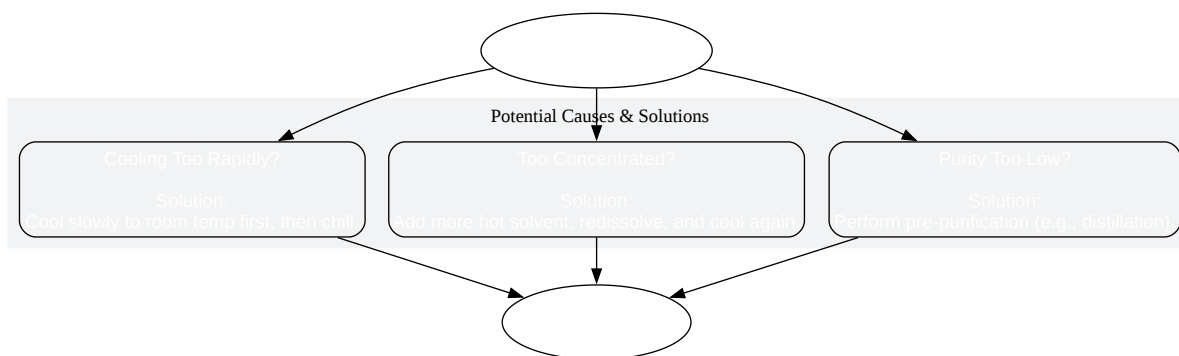 Potential Causes & Solutions
Cooling Too Rapidly?
Solution:
Cool slowly to room temp first, then chill.
Too Concentrated?
Solution:
Add more hot solvent, redissolve, and cool again.
Purity Too Low?
Solution:
Perform pre-purification (e.g., distillation).